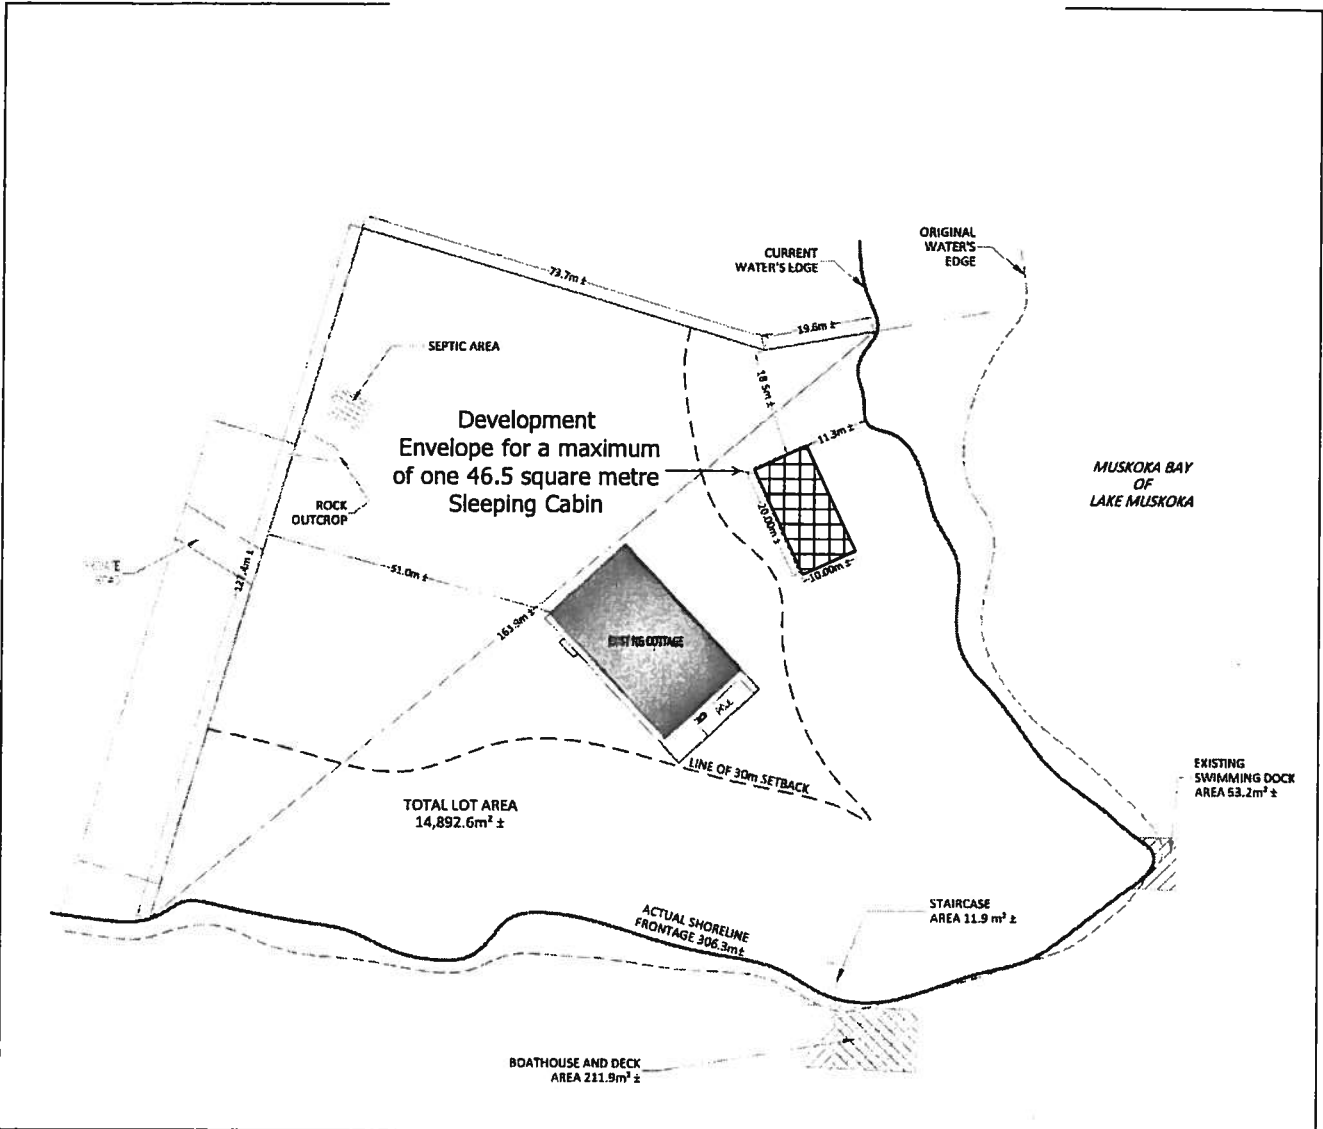 ORIGINAL
WATER'S
EDGE
CURRENT
WATER'S EDGE
73.7m ±
19.6m ±
SEPTIC AREA
18.5m ±
Development
Envelope for a maximum
of one 46.5 square metre
Sleeping Cabin
11.3m ±
MUSKOKA BAY
OF
LAKE MUSKOKA
ROCK
OUTCROP
20.00m ±
10.00m ±
127.4m ±
51.0m ±
163.9m ±
EXISTING COTTAGE
LINE OF 30m SETBACK
EXISTING
SWIMMING DOCK
AREA 53.2m² ±
TOTAL LOT AREA
14,892.6m² ±
STAIRCASE
AREA 11.9 m² ±
ACTUAL SHORELINE
FRONTAGE 306.3m±
BOATHOUSE AND DECK
AREA 211.9m² ±